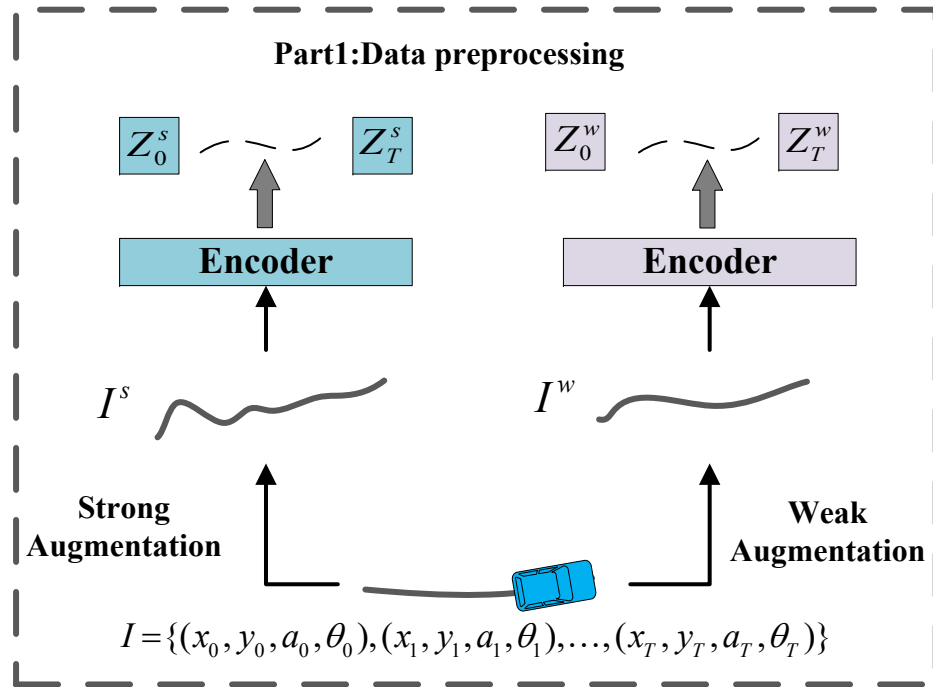 Part1:Data preprocessing
Z_0^s Z_T^s Z_0^w Z_T^w
Encoder Encoder
I^s I^w
Strong Augmentation
Weak Augmentation
I={(x_0,y_0,a_0,θ_0),(x_1,y_1,a_1,θ_1),...,(x_T,y_T,a_T,θ_T)}